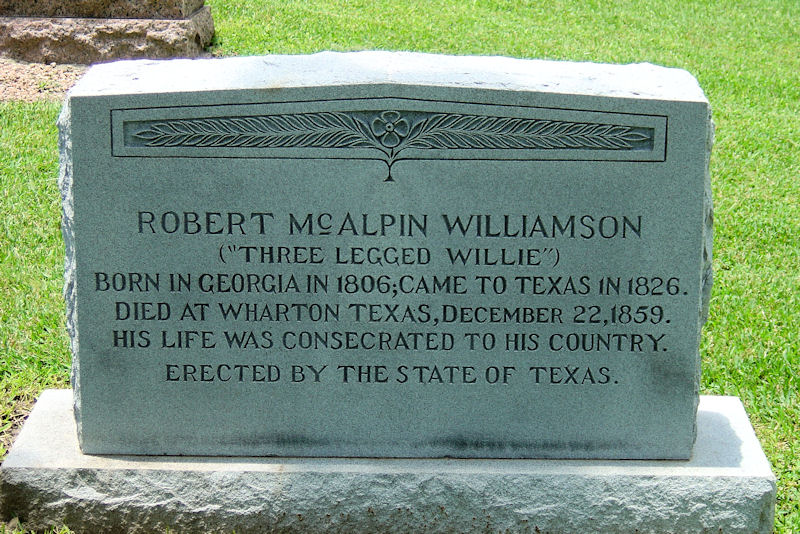 ROBERT McALPIN WILLIAMSON
("THREE LEGGED WILLIE")
BORN IN GEORGIA IN 1806; CAME TO TEXAS IN 1826.
DIED AT WHARTON TEXAS, DECEMBER 22, 1859.
HIS LIFE WAS CONSECRATED TO HIS COUNTRY.
ERECTED BY THE STATE OF TEXAS.